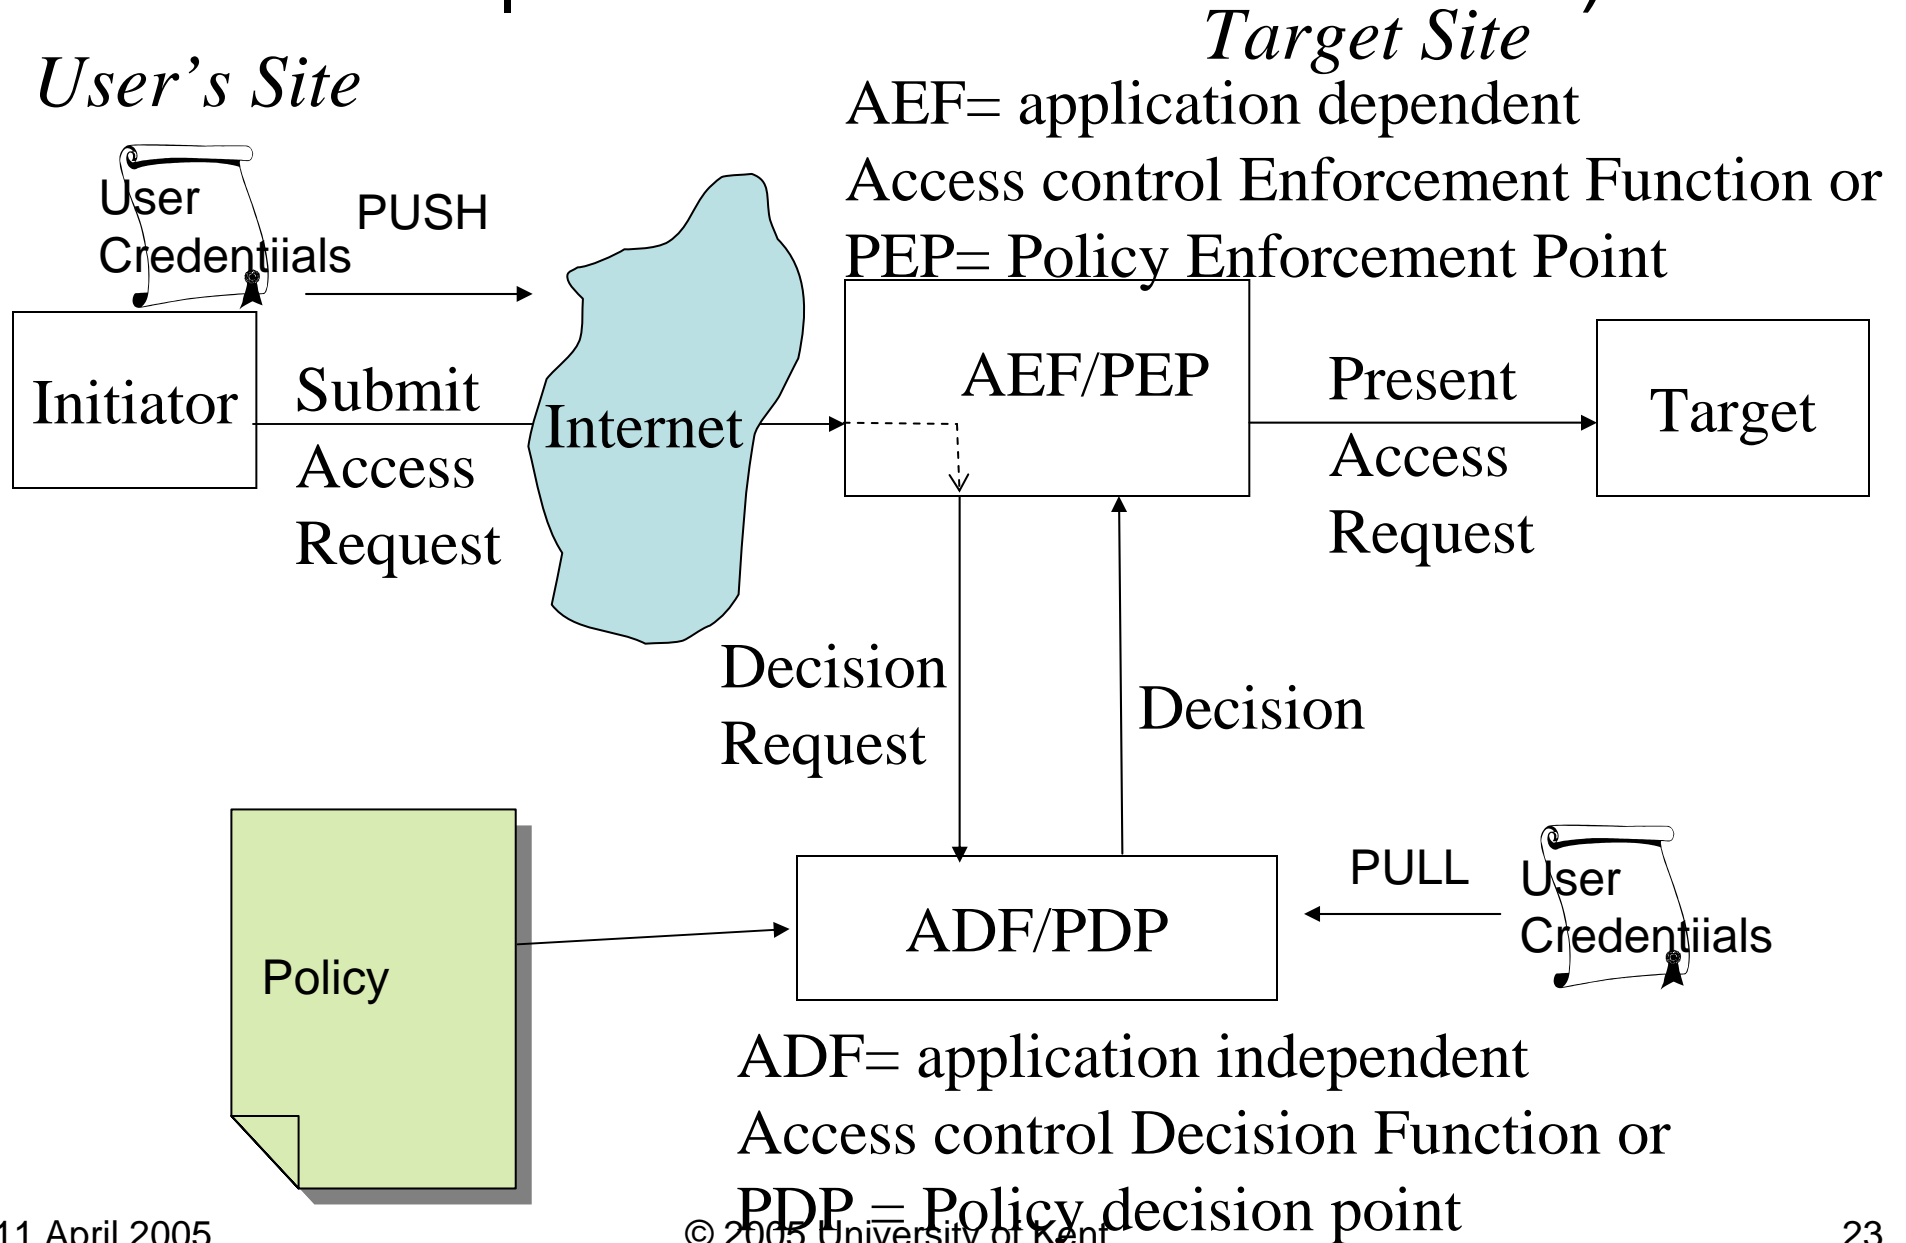 Target Site
User's Site
AEF= application dependent
Access control Enforcement Function or
PEP= Policy Enforcement Point
User
Credentiials
PUSH
Initiator
Submit
Access
Request
Internet
AEF/PEP
Present
Access
Request
Target
Decision
Request
Decision
Policy
ADF/PDP
PULL
User
Credentiials
ADF= application independent
Access control Decision Function or
PDP = Policy decision point
11 April 2005
© 2005 University of Kent
23